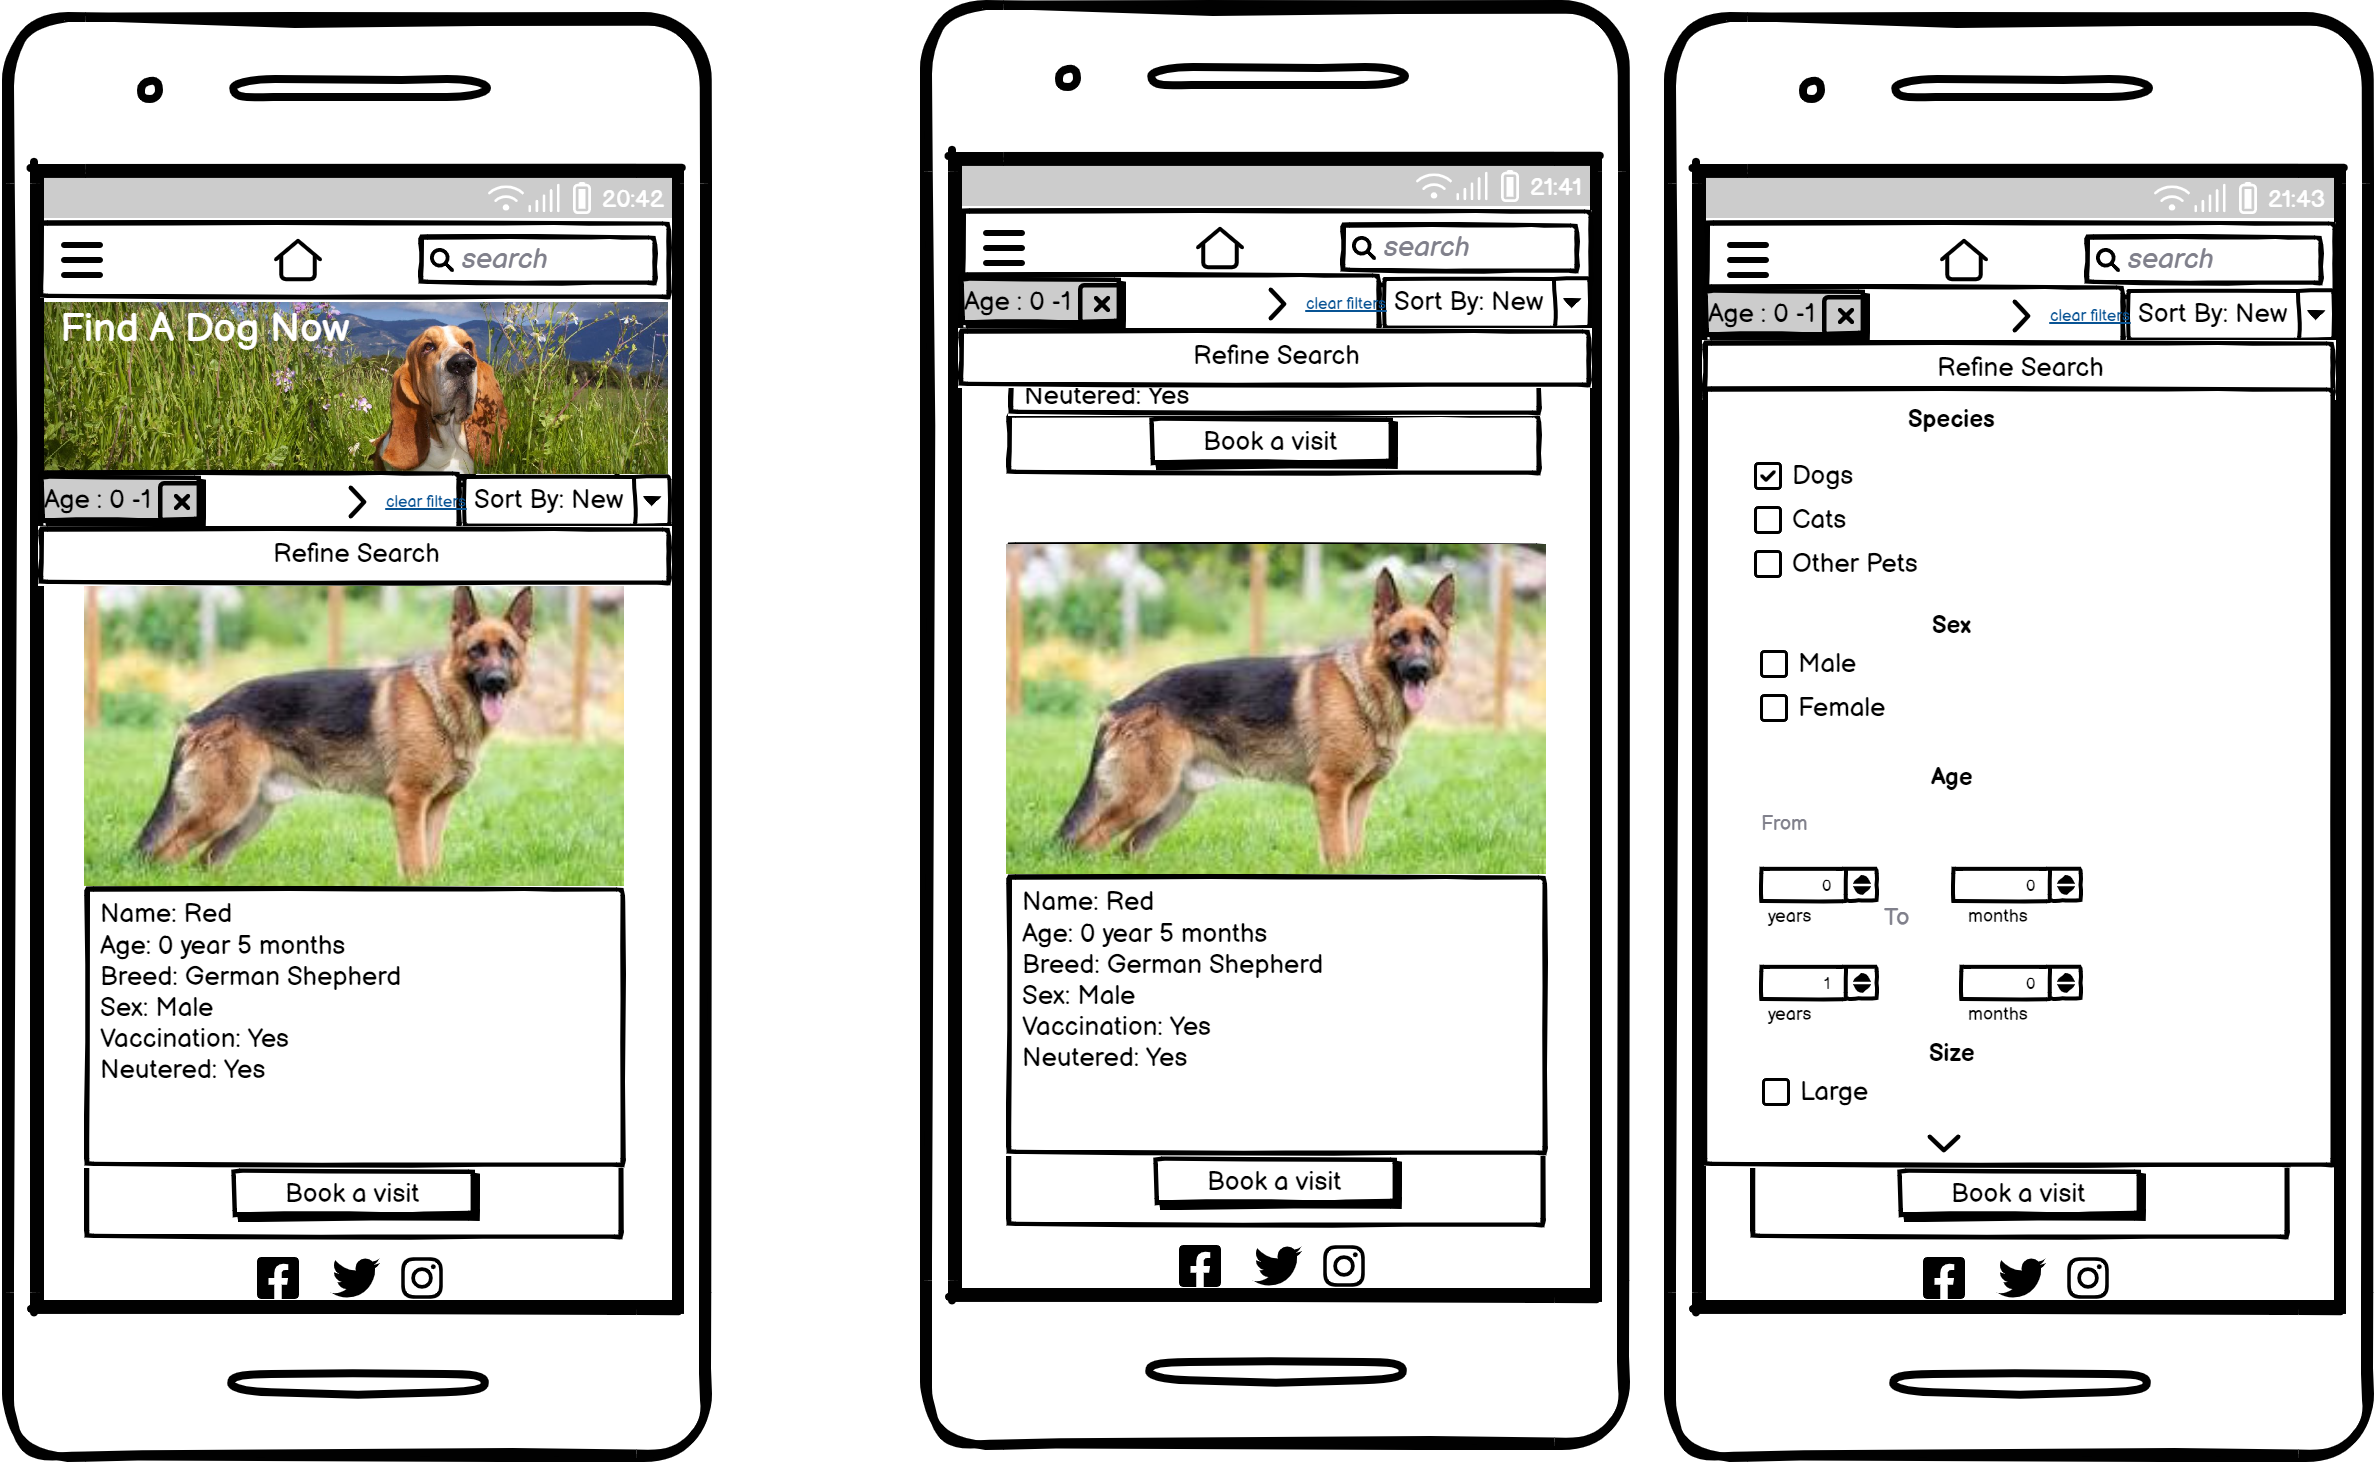 20:42
search
Find A Dog Now
Age : 0 -1
clear filters
Sort By: New
Refine Search
Name: Red
Age: 0 year 5 months
Breed: German Shepherd
Sex: Male
Vaccination: Yes
Neutered: Yes
Book a visit
21:41
search
Age : 0 -1
clear filters
Sort By: New
Refine Search
Neutered: Yes
Book a visit
Name: Red
Age: 0 year 5 months
Breed: German Shepherd
Sex: Male
Vaccination: Yes
Neutered: Yes
Book a visit
21:43
search
Age : 0 -1
clear filters
Sort By: New
Refine Search
Species
Dogs
Cats
Other Pets
Sex
Male
Female
Age
From
0 0
years To months
1 0
years months
Size
Large
Book a visit